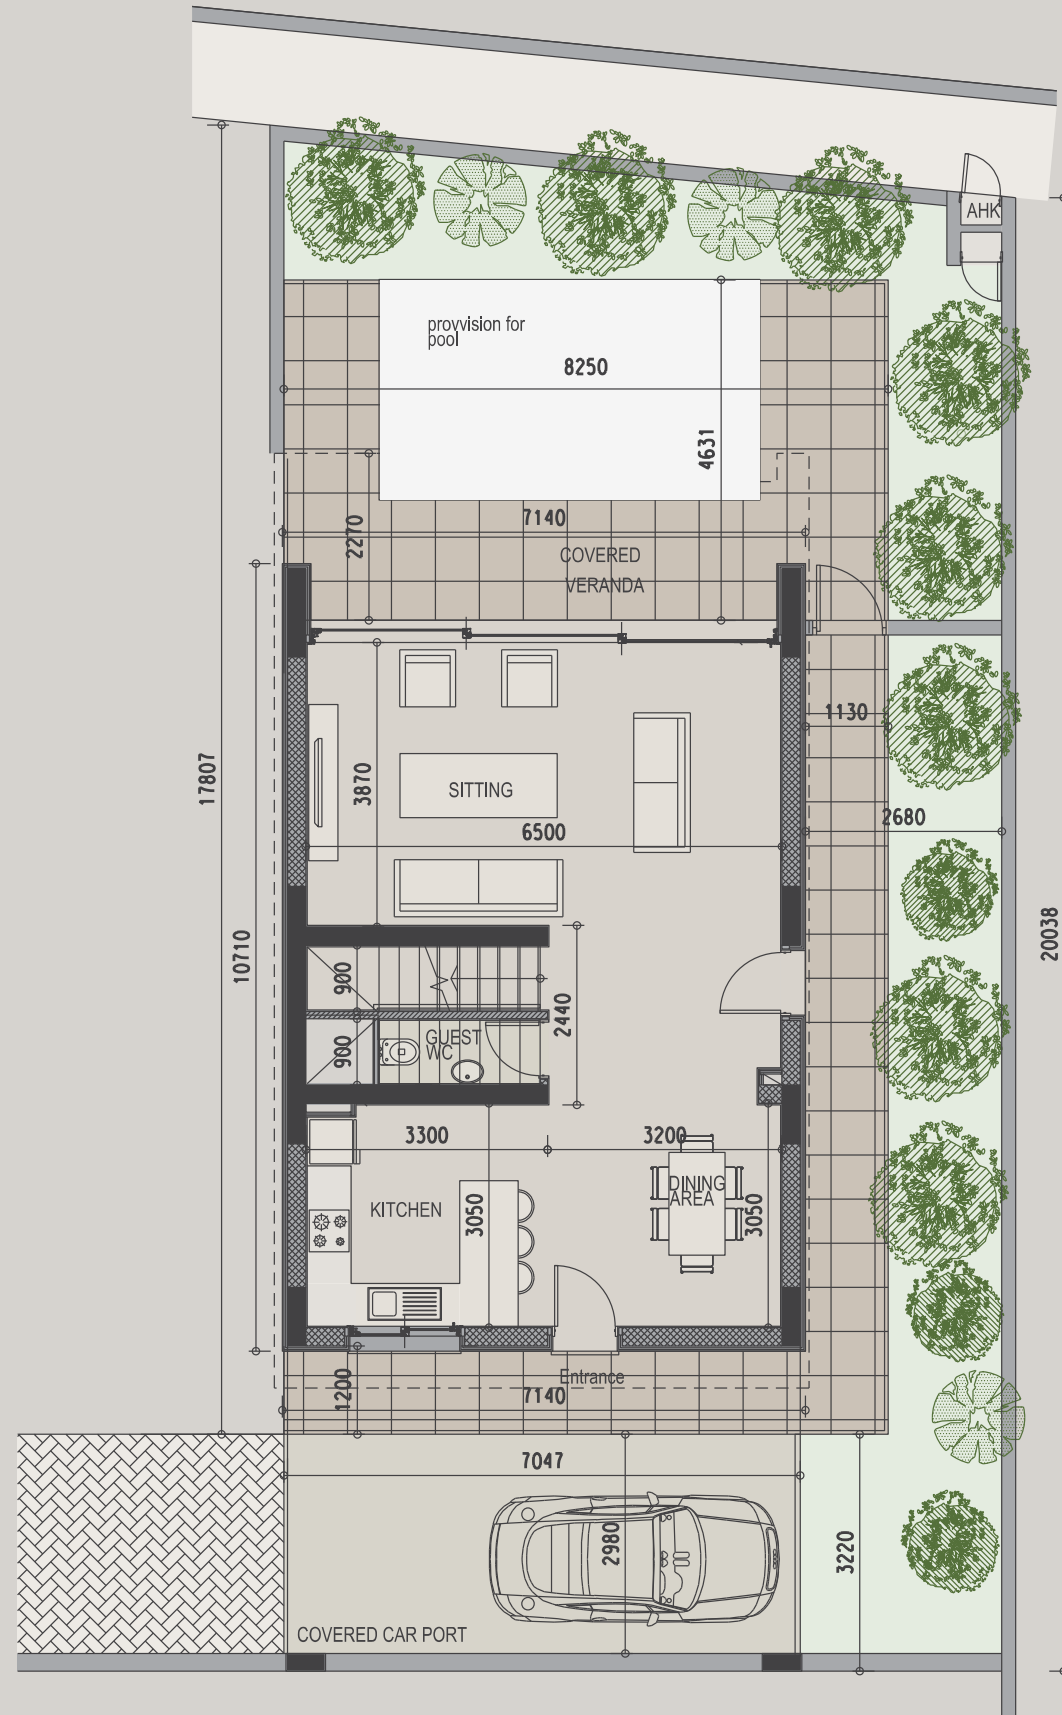 AHK
provvision for
pool
8250
4631
7140
2270
COVERED
VERANDA
1130
17807
3870
SITTING
2680
6500
10710
20038
900
2440
GUEST
WC
900
3300
3200
DINING
AREA
KITCHEN
3050
3050
Entrance
1200
7140
7047
2980
3220
COVERED CAR PORT